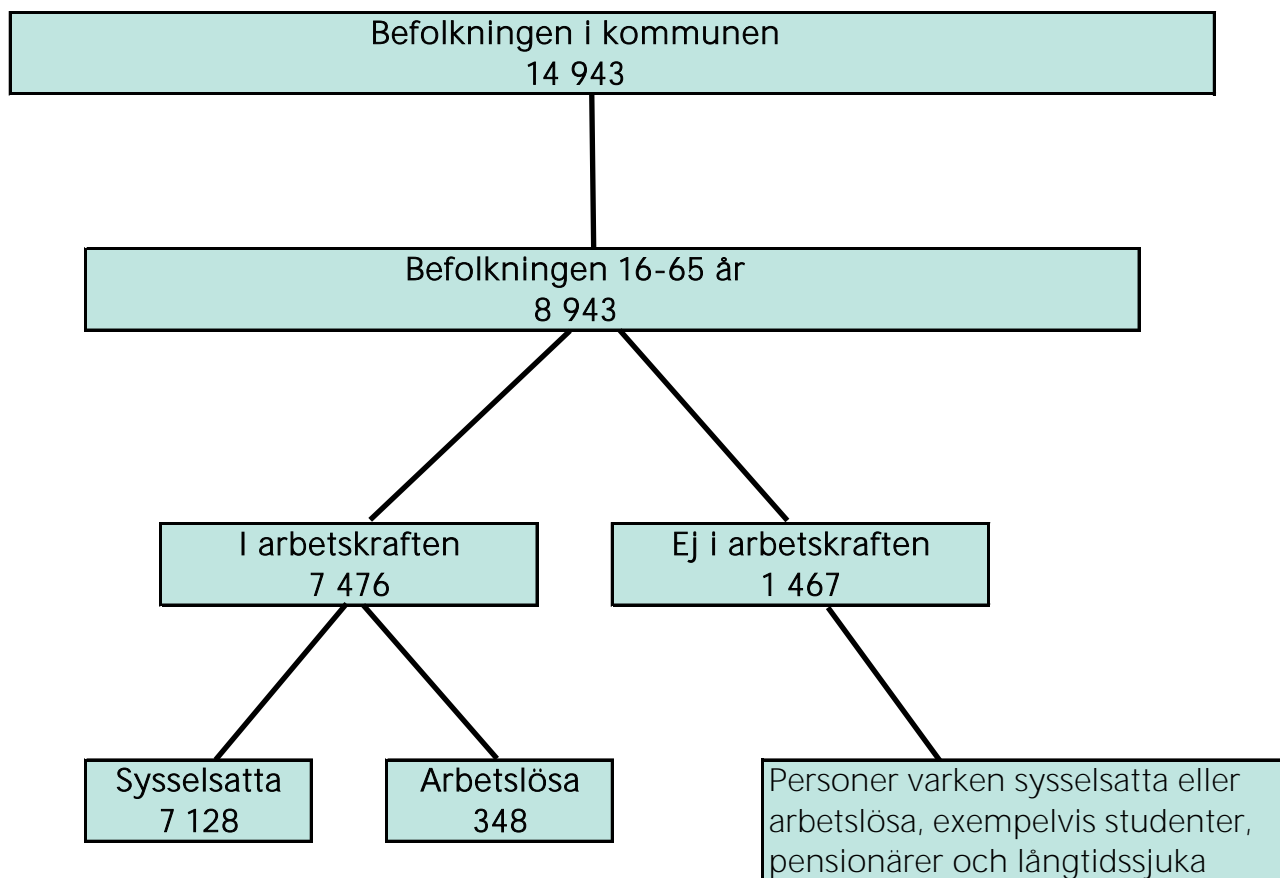 Befolkningen i kommunen
14 943
Befolkningen 16-65 år
8 943
I arbetskraften
7 476
Ej i arbetskraften
1 467
Sysselsatta
7 128
Arbetslösa
348
Personer varken sysselsatta eller
arbetslösa, exempelvis studenter,
pensionärer och långtidssjuka